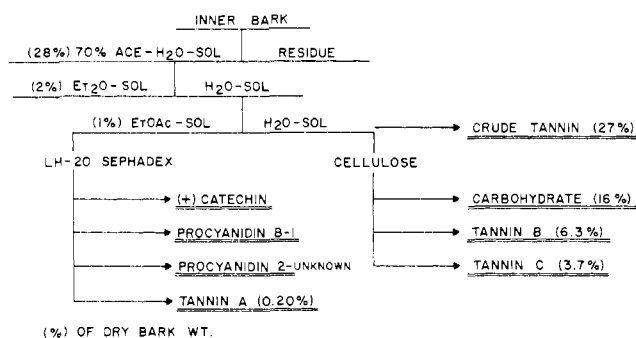 INNER BARK
(28%) 70% ACE-H2O-SOL RESIDUE
(2%) ET2O-SOL H2O-SOL
(1%) ETOAC-SOL H2O-SOL CRUDE TANNIN (27%)
LH-20 SEPHADEX CELLULOSE
(+) CATECHIN CARBOHYDRATE (16%)
PROCYANIDIN B-1 TANNIN B (6.3%)
PROCYANIDIN 2-UNKNOWN TANNIN C (3.7%)
TANNIN A (0.20%)
(%) OF DRY BARK WT.